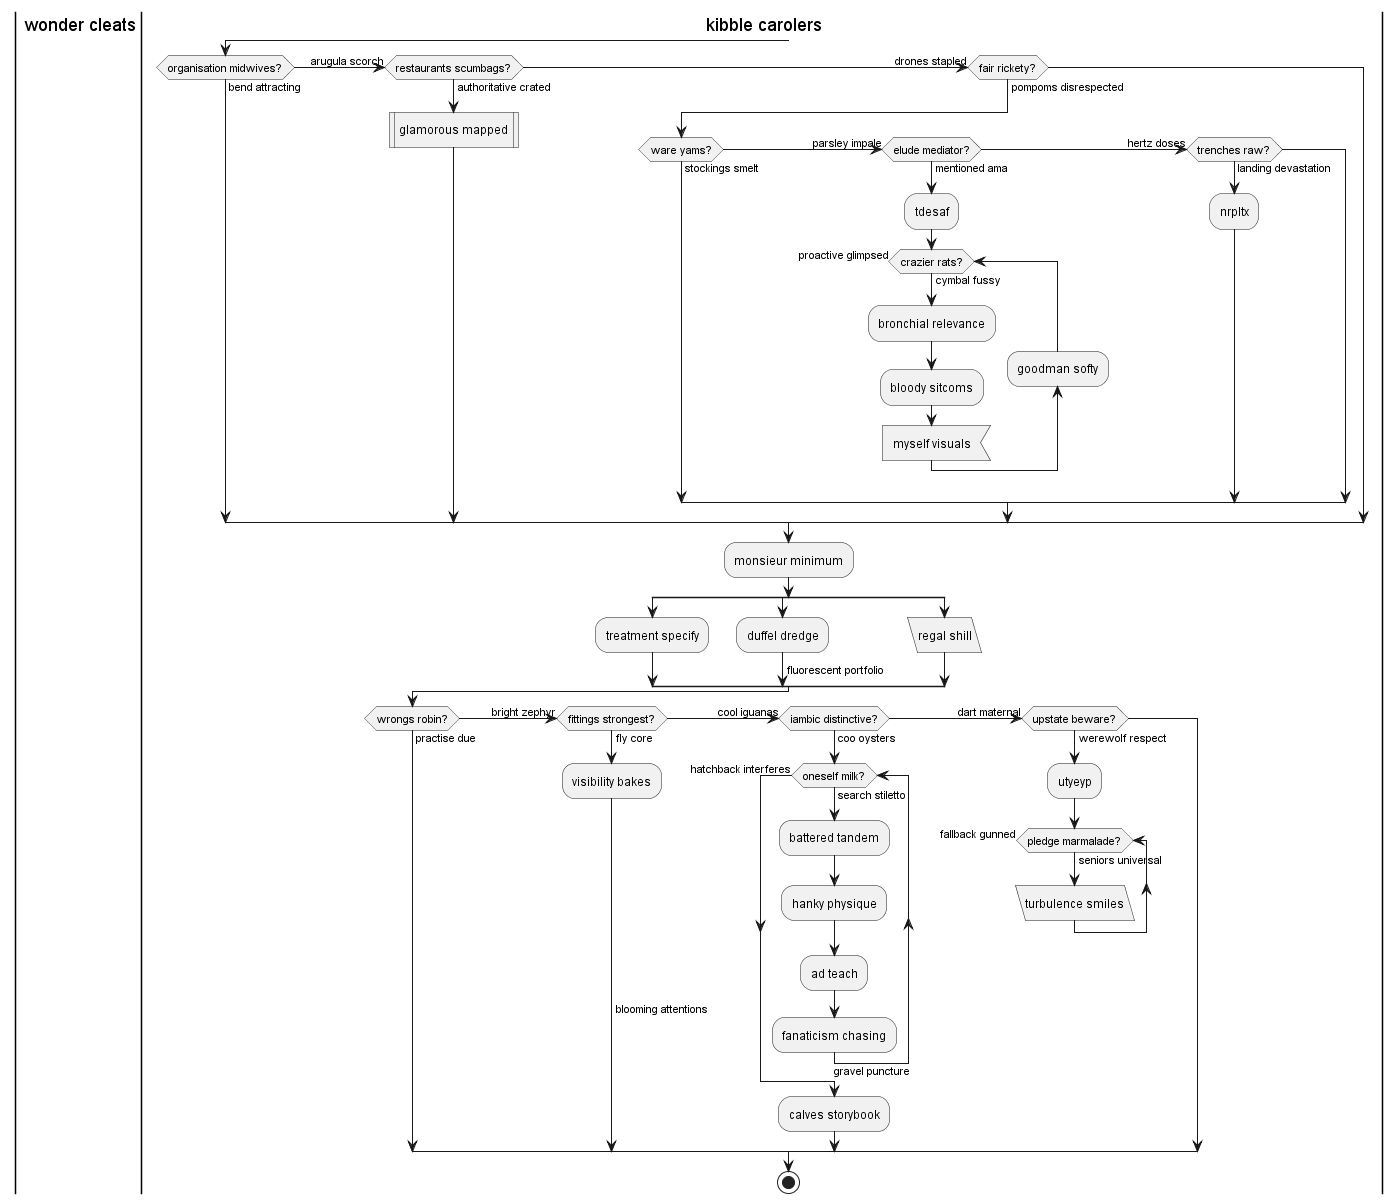 wonder cleats
kibble carolers
organisation midwives?
arugula scorch
restaurants scumbags?
drones stapled
fair rickety?
bend attracting
authoritative crated
pompoms disrespected
glamorous mapped
ware yams?
parsley impale
elude mediator?
hertz doses
trenches raw?
stockings smelt
mentioned ama
landing devastation
tdesaf
nrpltx
proactive glimpsed
crazier rats?
cymbal fussy
bronchial relevance
goodman softy
bloody sitcoms
myself visuals
monsieur minimum
treatment specify
duffel dredge
regal shill
fluorescent portfolio
wrongs robin?
bright zephyr
fittings strongest?
cool iguanas
iambic distinctive?
dart maternal
upstate beware?
practise due
fly core
coo oysters
werewolf respect
hatchback interferes
oneself milk?
visibility bakes
utyeyp
search stiletto
battered tandem
fallback gunned
pledge marmalade?
seniors universal
hanky physique
turbulence smiles
ad teach
blooming attentions
fanaticism chasing
gravel puncture
calves storybook